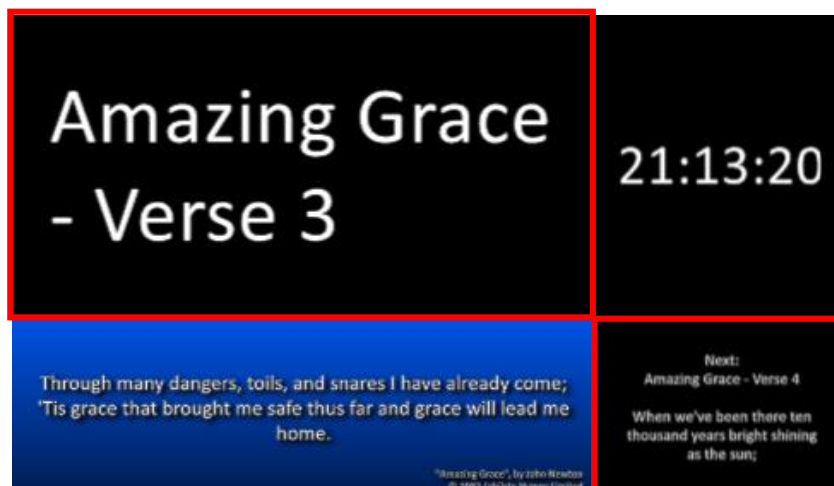 Amazing Grace
- Verse 3
21:13:20
Through many dangers, toils, and snares I have already come;
'Tis grace that brought me safe thus far and grace will lead me
home.
"Amazing Grace", by John Newton
Next:
Amazing Grace - Verse 4
When we've been there ten
thousand years bright shining
as the sun;